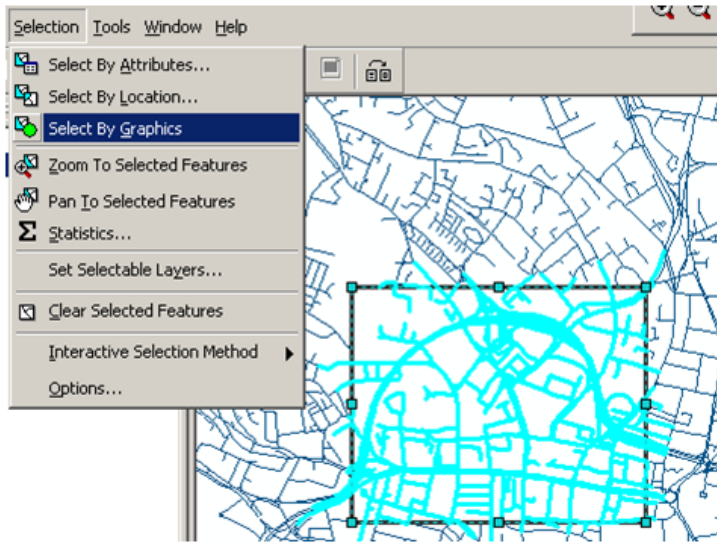 Selection Tools Window Help
Select By Attributes...
Select By Location...
Select By Graphics
Zoom To Selected Features
Pan To Selected Features
Statistics...
Set Selectable Layers...
Clear Selected Features
Interactive Selection Method
Options...